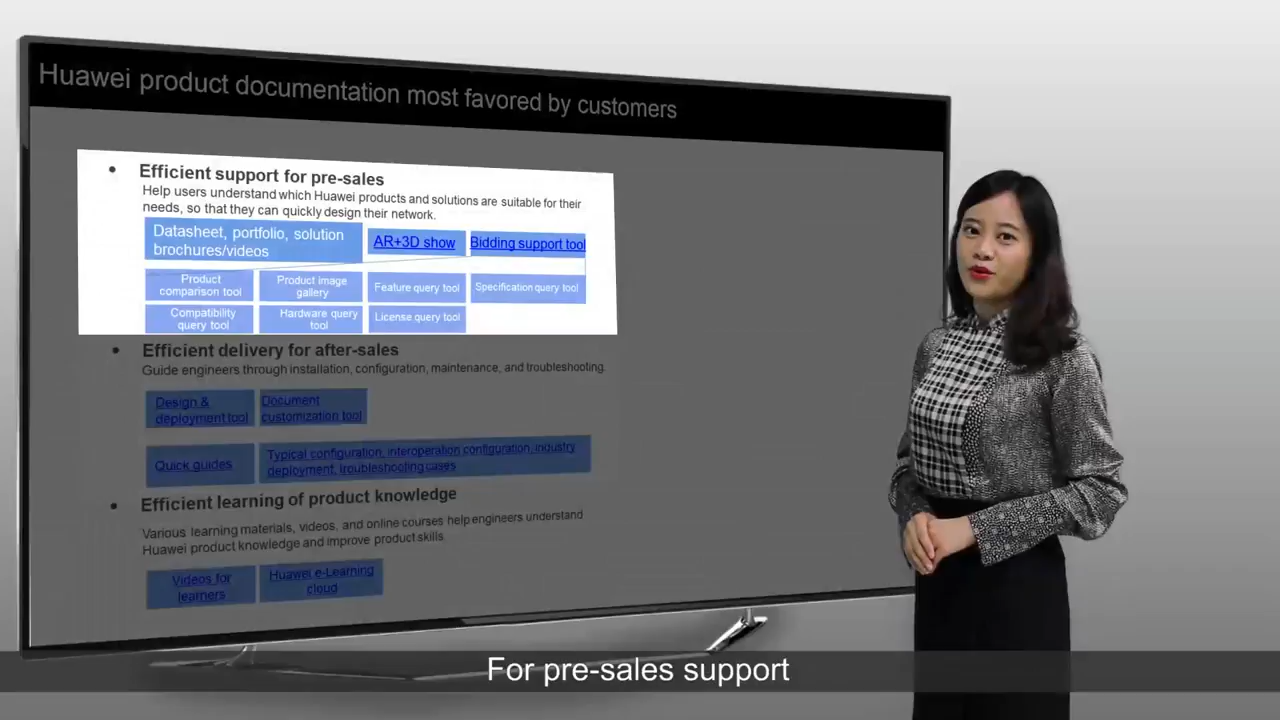 Huawei product documentation most favored by customers
• Efficient support for pre-sales
Help users understand which Huawei products and solutions are suitable for their
needs, so that they can quickly design their network.
Datasheet, portfolio, solution
brochures/videos
AR+3D show
Bidding support tool
Product
comparison tool
Product image
gallery
Feature query tool
Specification query tool
Compatibility
query tool
Hardware query
tool
License query tool
• Efficient delivery for after-sales
Guide engineers through installation, configuration, maintenance, and troubleshooting.
Design &
deployment tool
Document
customization tool
Quick guides
Typical configuration, interoperation configuration, industry
deployment, troubleshooting cases
• Efficient learning of product knowledge
Various learning materials, videos, and online courses help engineers understand
Huawei product knowledge and improve product skills.
Videos for
learners
Huawei e-Learning
cloud
For pre-sales support